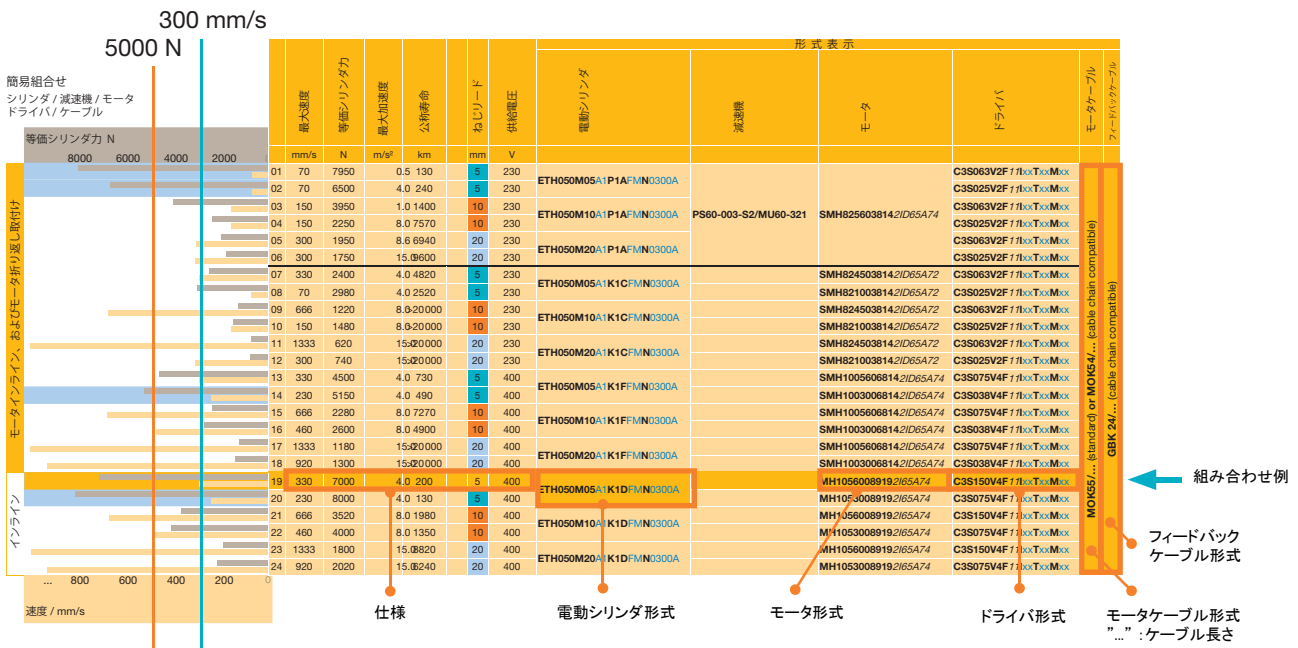 300 mm/s
5000 N
簡易組合せ
シリンダ / 減速機 / モータ
ドライバ / ケーブル
等価シリンダ力 N
8000 6000 4000 2000
形式表示
最大速度 等価シリンダ力 最大加速度 公称寿命 ねじリード 供給電圧 電動シリンダ 減速機 モータ ドライバ モータケーブル フィードバックケーブル
mm/s N m/s² km mm V
モータインライン、およびモータ折り返し取付け
インライン
01 70 7950 0.5 130 5 230 ETH050M05A1P1AFMN0300A PS60-003-S2/MU60-321 SMH8256038142ID65A74 C3S063V2F11IxxTxxMxx
02 70 6500 4.0 240 5 230 C3S025V2F11IxxTxxMxx
03 150 3950 1.0 1400 10 230 ETH050M10A1P1AFMN0300A C3S063V2F11IxxTxxMxx
04 150 2250 8.0 7570 10 230 C3S025V2F11IxxTxxMxx
05 300 1950 8.6 6940 20 230 ETH050M20A1P1AFMN0300A C3S063V2F11IxxTxxMxx
06 300 1750 15.0 9600 20 230 C3S025V2F11IxxTxxMxx
07 330 2400 4.0 4820 5 230 ETH050M05A1K1CFMN0300A SMH8245038142ID65A72 C3S063V2F11IxxTxxMxx
08 70 2980 4.0 2520 5 230 SMH8210038142ID65A72 C3S025V2F11IxxTxxMxx
09 666 1220 8.0 >20000 10 230 ETH050M10A1K1CFMN0300A SMH8245038142ID65A72 C3S063V2F11IxxTxxMxx
10 150 1480 8.0 >20000 10 230 SMH8210038142ID65A72 C3S025V2F11IxxTxxMxx
11 1333 620 15 >20000 20 230 ETH050M20A1K1CFMN0300A SMH8245038142ID65A72 C3S063V2F11IxxTxxMxx
12 300 740 15 >20000 20 230 SMH8210038142ID65A72 C3S025V2F11IxxTxxMxx
13 330 4500 4.0 730 5 400 ETH050M05A1K1FFMN0300A SMH10056068142ID65A74 C3S075V4F11IxxTxxMxx
14 230 5150 4.0 490 5 400 SMH10030068142ID65A74 C3S038V4F11IxxTxxMxx
15 666 2280 8.0 7270 10 400 ETH050M10A1K1FFMN0300A SMH10056068142ID65A74 C3S075V4F11IxxTxxMxx
16 460 2600 8.0 4900 10 400 SMH10030068142ID65A74 C3S038V4F11IxxTxxMxx
17 1333 1180 15 >20000 20 400 ETH050M20A1K1FFMN0300A SMH10056068142ID65A74 C3S075V4F11IxxTxxMxx
18 920 1300 15 >20000 20 400 SMH10030068142ID65A74 C3S038V4F11IxxTxxMxx
19 330 7000 4.0 200 5 400 ETH050M05A1K1DFMN0300A MH10560089192I65A74 C3S150V4F11IxxTxxMxx
20 230 8000 4.0 130 5 400 MH10530089192I65A74 C3S075V4F11IxxTxxMxx
21 666 3520 8.0 1980 10 400 ETH050M10A1K1DFMN0300A MH10560089192I65A74 C3S150V4F11IxxTxxMxx
22 460 4000 8.0 1350 10 400 MH10530089192I65A74 C3S075V4F11IxxTxxMxx
23 1333 1800 15.0 8820 20 400 ETH050M20A1K1DFMN0300A MH10560089192I65A74 C3S150V4F11IxxTxxMxx
24 920 2020 15.0 6240 20 400 MH10530089192I65A74 C3S075V4F11IxxTxxMxx
MOK55/... (standard) or MOK54/... (cable chain compatible)
GBK 24/... (cable chain compatible)
組み合わせ例
... 800 600 400 200 0
速度 / mm/s
仕様
電動シリンダ形式
モータ形式
ドライバ形式
フィードバック
ケーブル形式
モータケーブル形式
”...” :ケーブル長さ